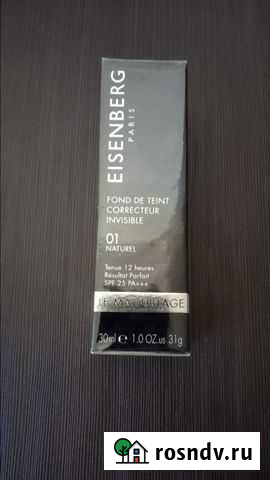 EISENBERG
PARIS
FOND DE TEINT
CORRECTEUR
INVISIBLE
01
NATUREL
Tenue 12 heures
Résultat Parfait
SPF 25 PA+++
LE MAQUILLAGE
30ml e 1.0 OZ.us 31g
rosndv.ru